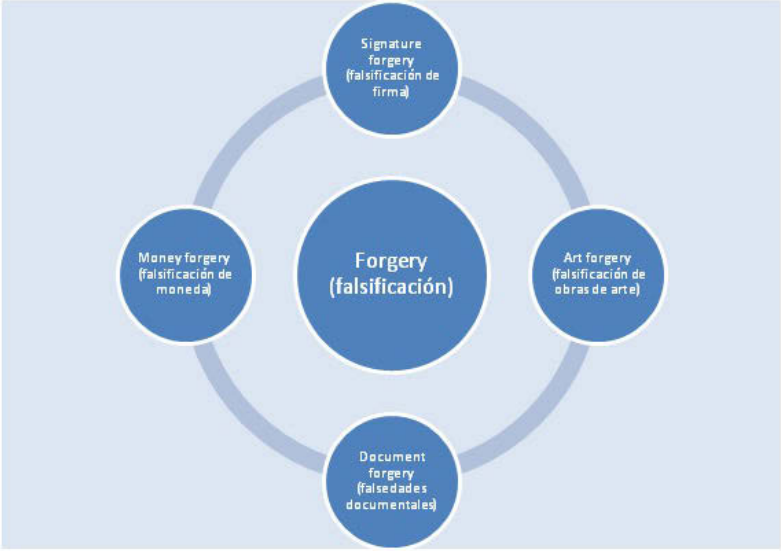 Signature
forgery
(falsificación de
firma)
Money forgery
(falsificación de
moneda)
Forgery
(falsificación)
Art forgery
(falsificación de
obras de arte)
Document
forgery
(falsedades
documentales)